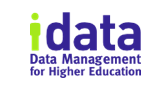 idata
Data Management
for Higher Education